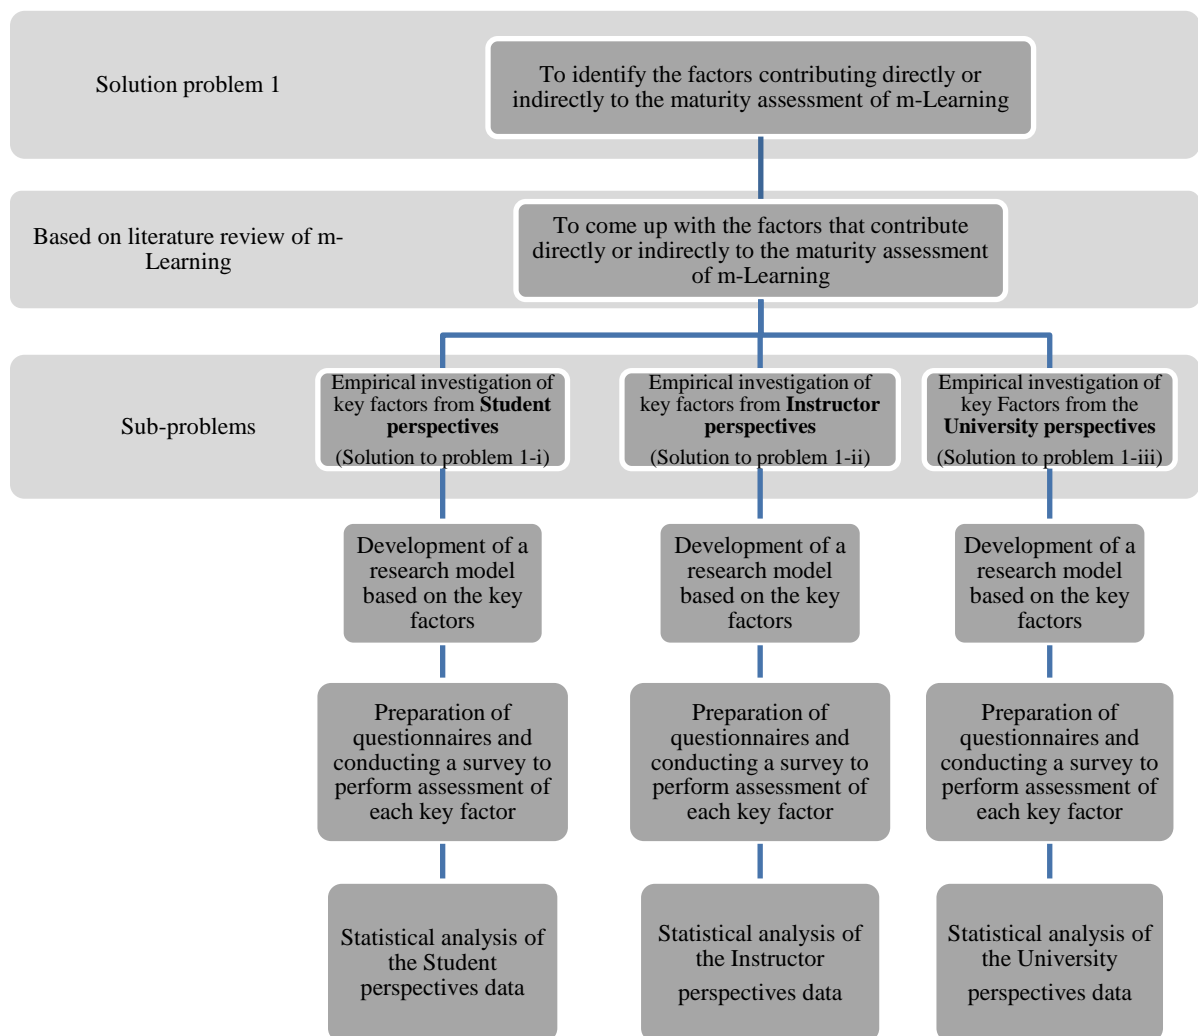 Solution problem 1
To identify the factors contributing directly or
indirectly to the maturity assessment of m-Learning
Based on literature review of m-
Learning
To come up with the factors that contribute
directly or indirectly to the maturity assessment
of m-Learning
Sub-problems
Empirical investigation of
key factors from Student
perspectives
(Solution to problem 1-i)
Empirical investigation of
key factors from Instructor
perspectives
(Solution to problem 1-ii)
Empirical investigation of
key Factors from the
University perspectives
(Solution to problem 1-iii)
Development of a
research model
based on the key
factors
Development of a
research model
based on the key
factors
Development of a
research model
based on the key
factors
Preparation of
questionnaires and
conducting a survey to
perform assessment of
each key factor
Preparation of
questionnaires and
conducting a survey to
perform assessment of
each key factor
Preparation of
questionnaires and
conducting a survey to
perform assessment of
each key factor
Statistical analysis of
the Student
perspectives data
Statistical analysis of
the Instructor
perspectives data
Statistical analysis of
the University
perspectives data